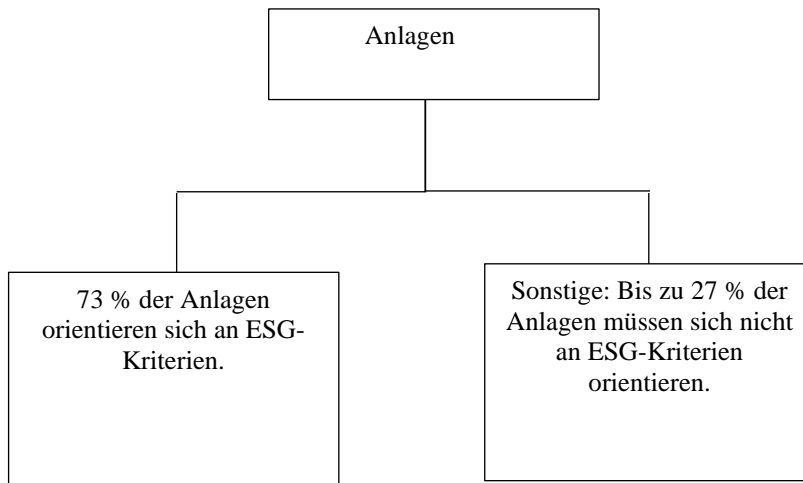 Anlagen
73 % der Anlagen
orientieren sich an ESG-
Kriterien.
Sonstige: Bis zu 27 % der
Anlagen müssen sich nicht
an ESG-Kriterien
orientieren.